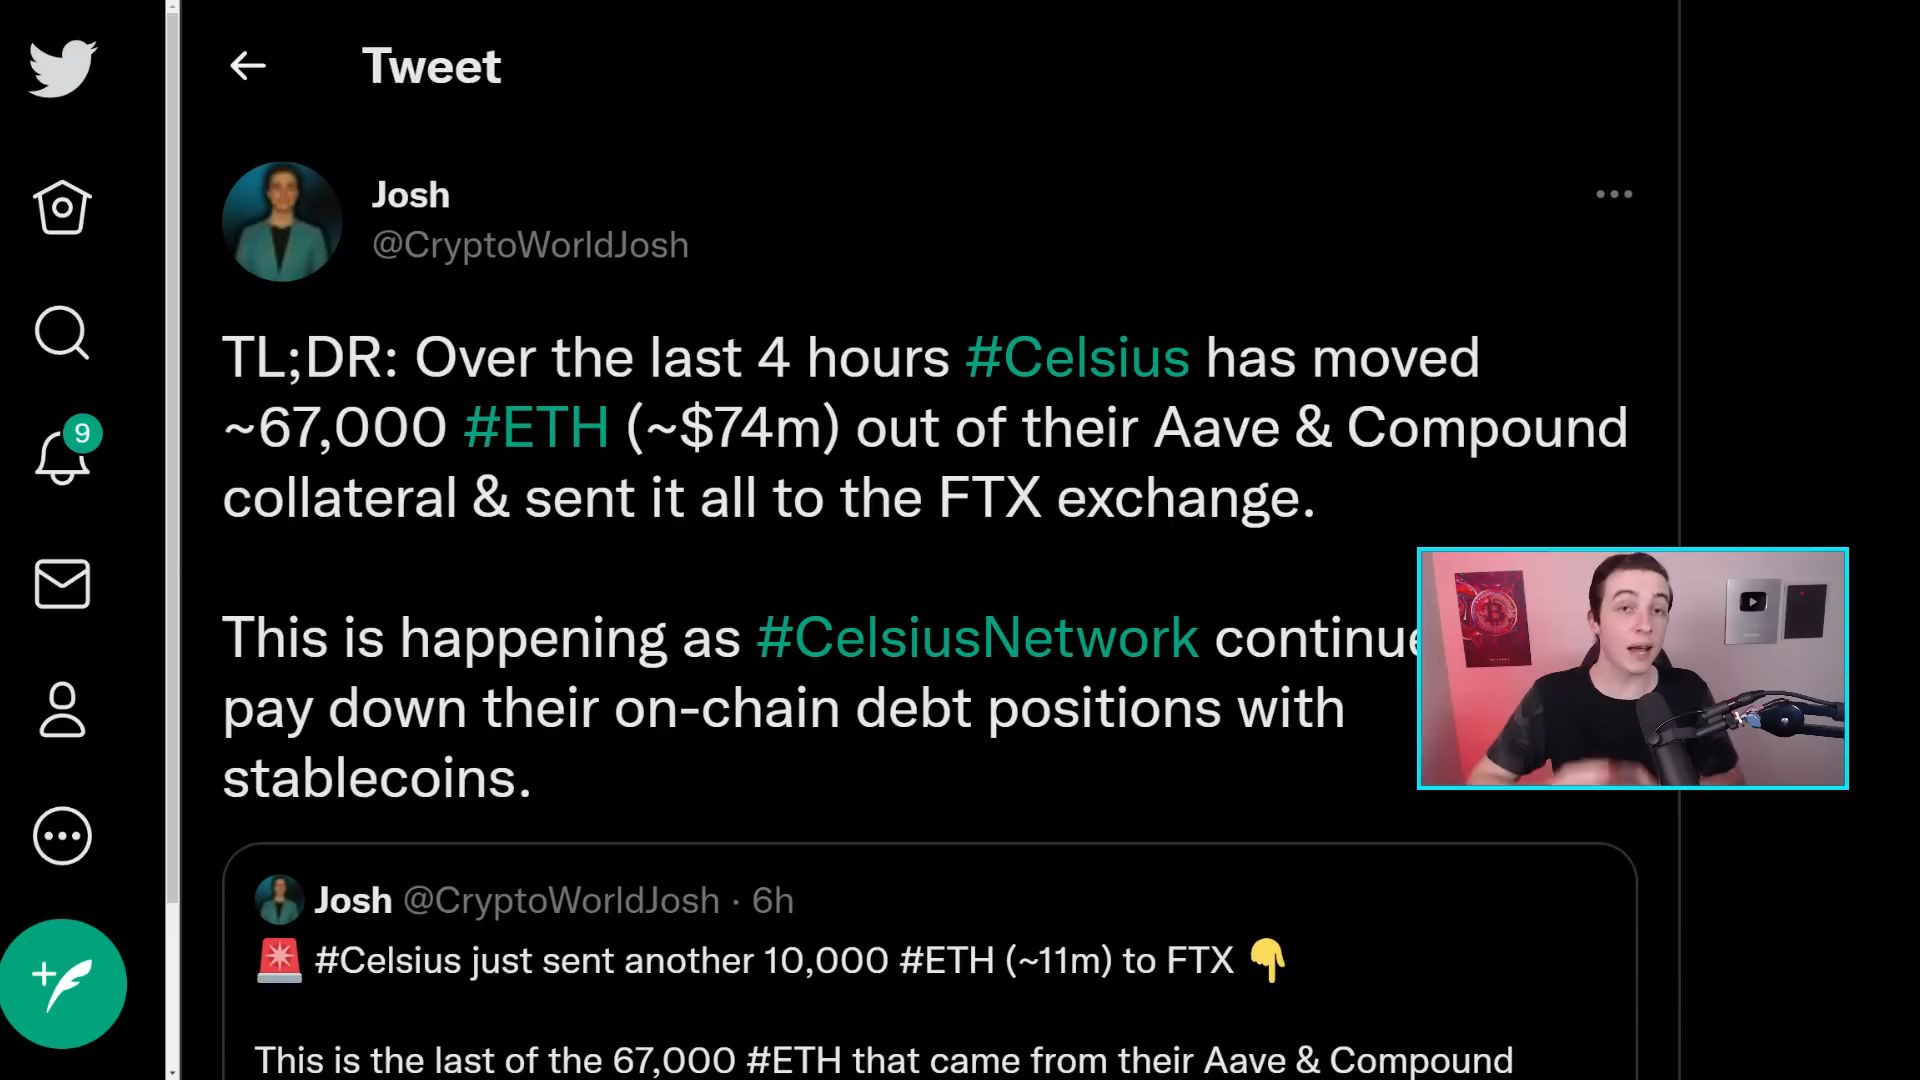 Tweet
Josh
@CryptoWorldJosh
TL;DR: Over the last 4 hours #Celsius has moved
~67,000 #ETH (~$74m) out of their Aave & Compound
collateral & sent it all to the FTX exchange.
This is happening as #CelsiusNetwork continue
pay down their on-chain debt positions with
stablecoins.
9
Josh @CryptoWorldJosh · 6h
🚨 #Celsius just sent another 10,000 #ETH (~11m) to FTX 👇
This is the last of the 67,000 #ETH that came from their Aave & Compound